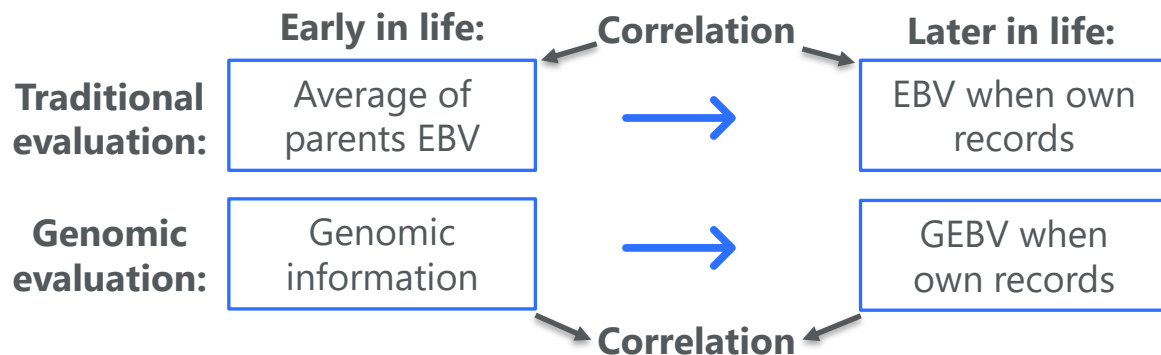 Early in life:
Correlation
Later in life:
Traditional
evaluation:
Average of
parents EBV
EBV when own
records
Genomic
evaluation:
Genomic
information
GEBV when
own records
Correlation